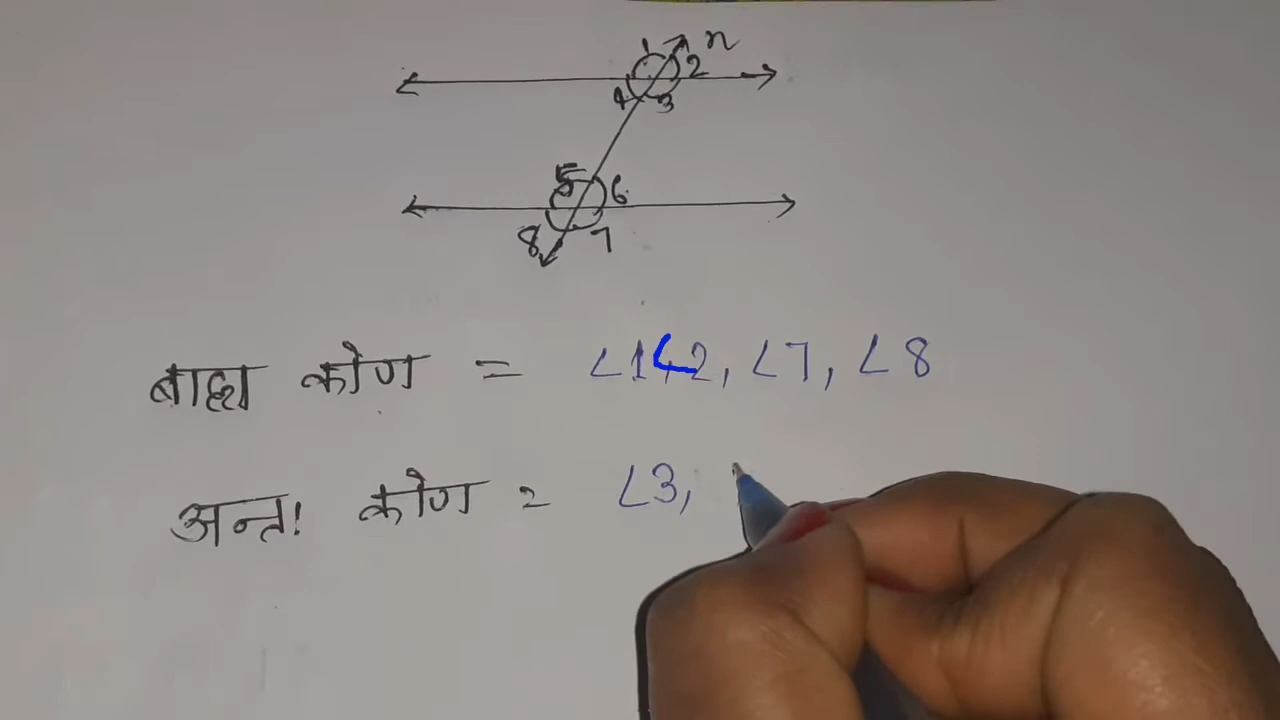 n
1 2
4 3
5 6
8 7
बाह्य कोण = ∠1, ∠2, ∠7, ∠8
अन्तः कोण = ∠3,